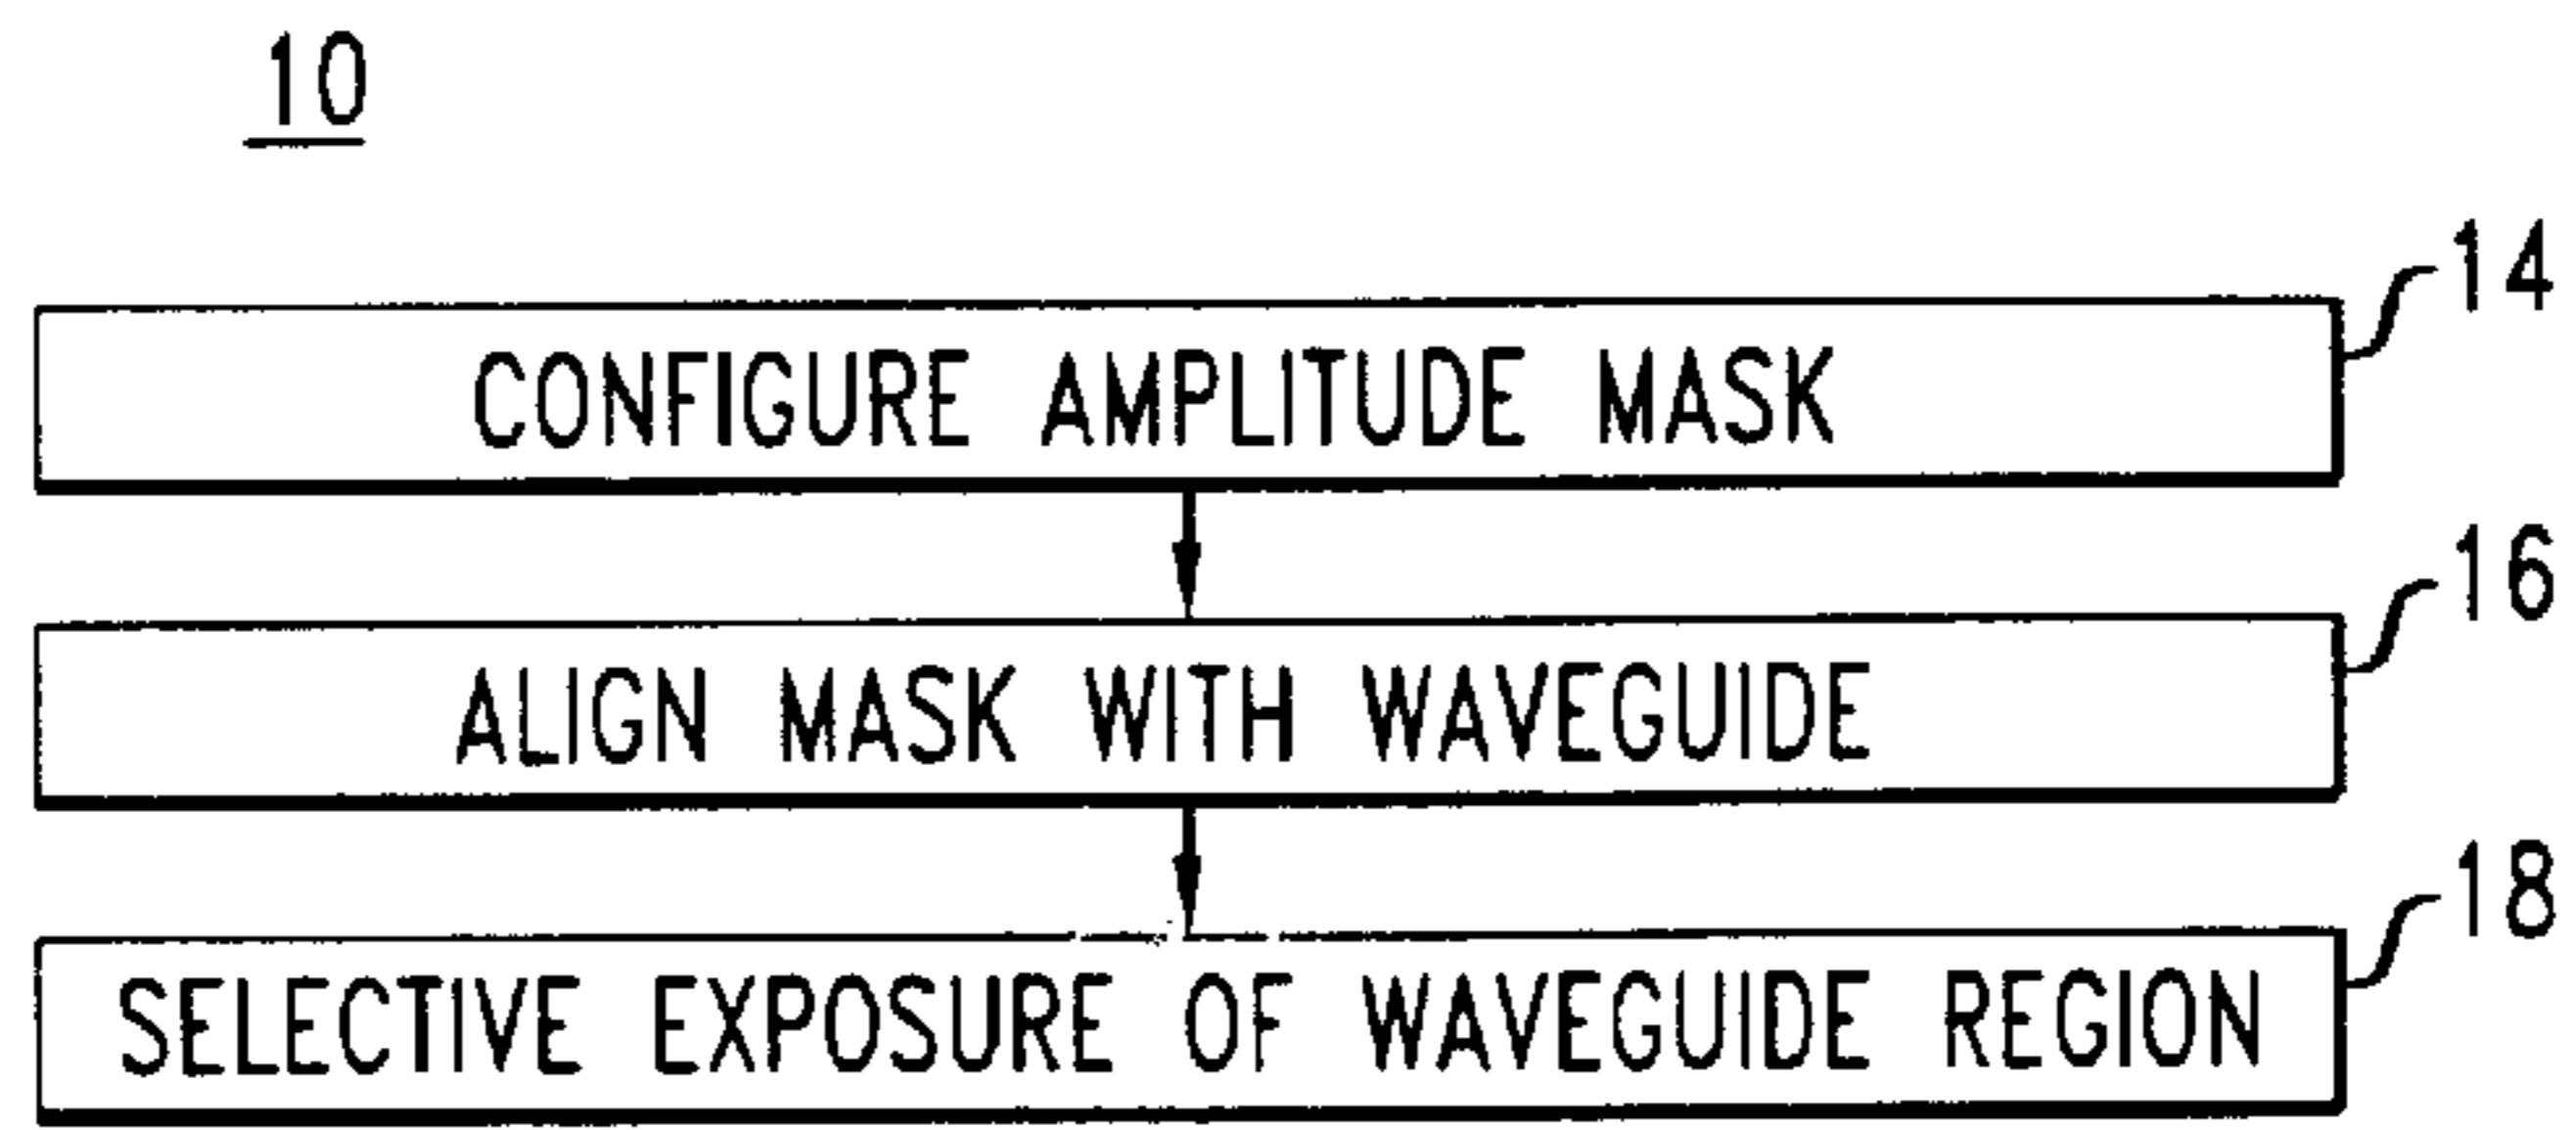 10
14
CONFIGURE AMPLITUDE MASK
16
ALIGN MASK WITH WAVEGUIDE
18
SELECTIVE EXPOSURE OF WAVEGUIDE REGION